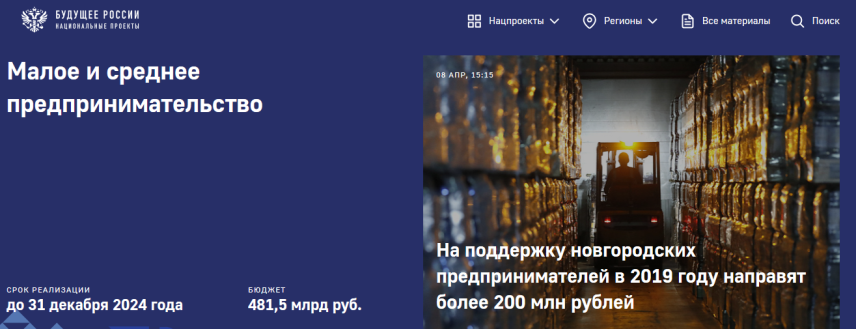 БУДУЩЕЕ РОССИИ
НАЦИОНАЛЬНЫЕ ПРОЕКТЫ
Нацпроекты
Регионы
Все материалы
Поиск
Малое и среднее
предпринимательство
СРОК РЕАЛИЗАЦИИ
до 31 декабря 2024 года
БЮДЖЕТ
481,5 млрд руб.
08 АПР, 15:15
На поддержку новгородских
предпринимателей в 2019 году направят
более 200 млн рублей